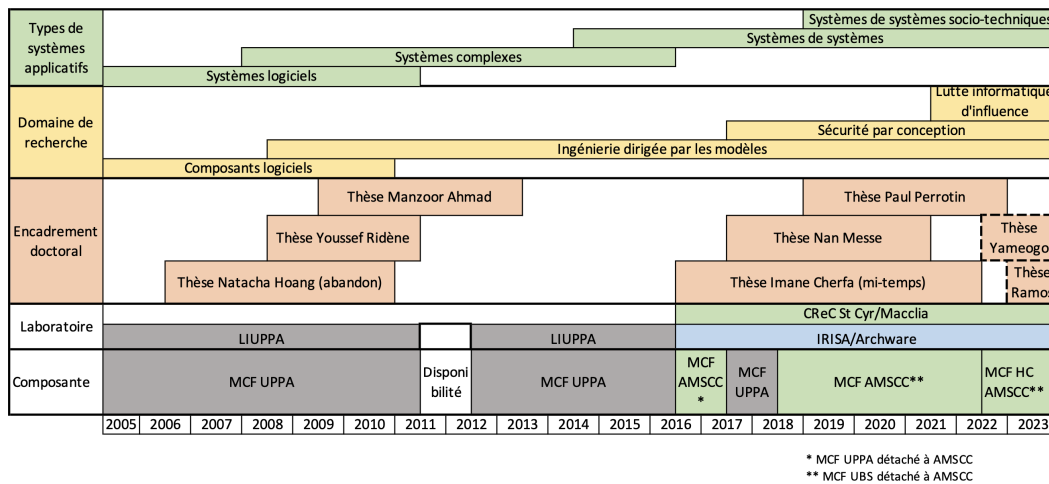 Types de
systèmes
applicatifs
Systèmes de systèmes socio-techniques
Systèmes de systèmes
Systèmes complexes
Systèmes logiciels
Domaine de
recherche
Lutte informatique
d'influence
Sécurité par conception
Ingénierie dirigée par les modèles
Composants logiciels
Encadrement
doctoral
Thèse Manzoor Ahmad
Thèse Paul Perrotin
Thèse Youssef Ridène
Thèse Nan Messe
Thèse
Yameogo
Thèse Natacha Hoang (abandon)
Thèse Imane Cherfa (mi-temps)
Thèse
Ramos
Laboratoire
CReC St Cyr/Macclia
LIUPPA
LIUPPA
IRISA/Archware
Composante
MCF UPPA
Disponi
bilité
MCF UPPA
MCF
AMSCC
*
MCF
UPPA
MCF AMSCC**
MCF HC
AMSCC**
2005 2006 2007 2008 2009 2010 2011 2012 2013 2014 2015 2016 2017 2018 2019 2020 2021 2022 2023
* MCF UPPA détaché à AMSCC
** MCF UBS détaché à AMSCC